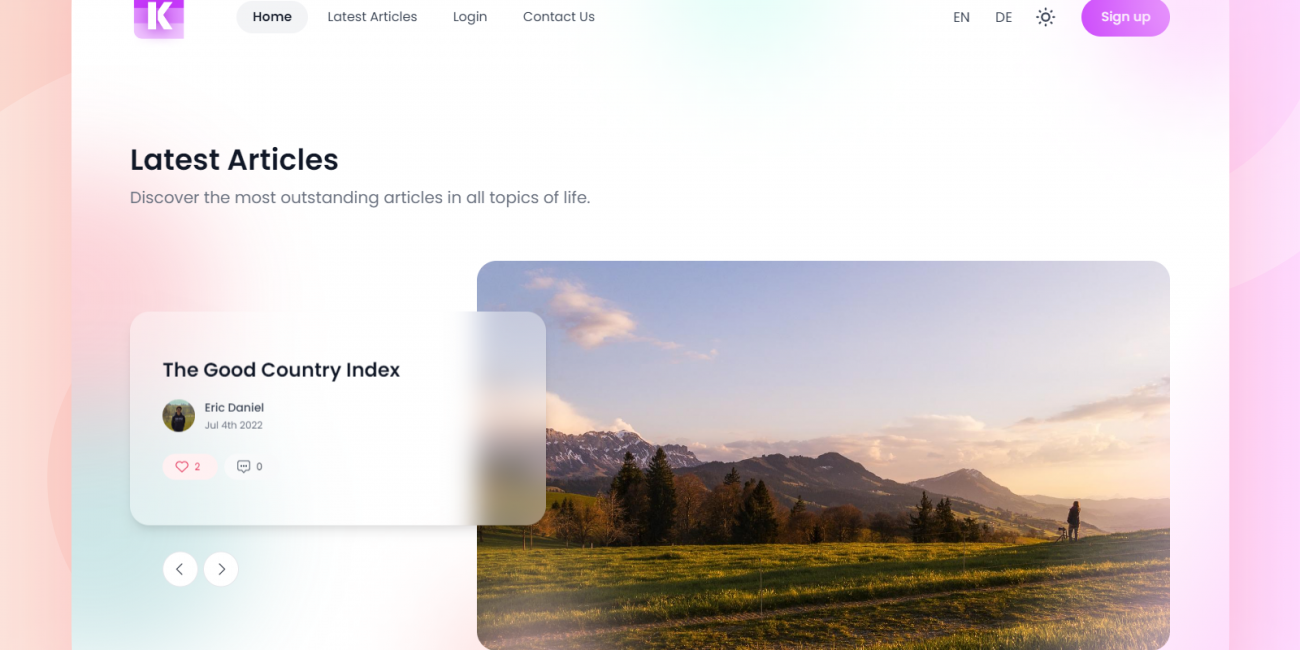 K
Home
Latest Articles
Login
Contact Us
EN
DE
Sign up
Latest Articles
Discover the most outstanding articles in all topics of life.
The Good Country Index
Eric Daniel
Jul 4th 2022
2
0